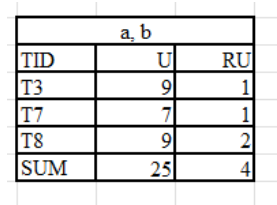 a, b
TID U RU
T3 9 1
T7 7 1
T8 9 2
SUM 25 4